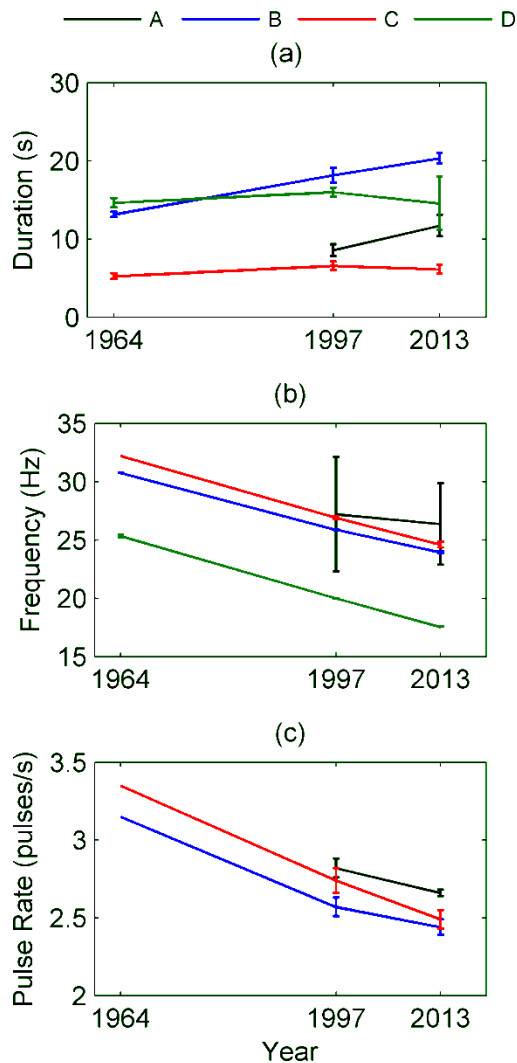 A B C D
(a)
Duration (s)
30
20
10
0
1964 1997 2013
(b)
Frequency (Hz)
35
30
25
20
15
1964 1997 2013
(c)
Pulse Rate (pulses/s)
3.5
3
2.5
2
1964 1997 2013
Year